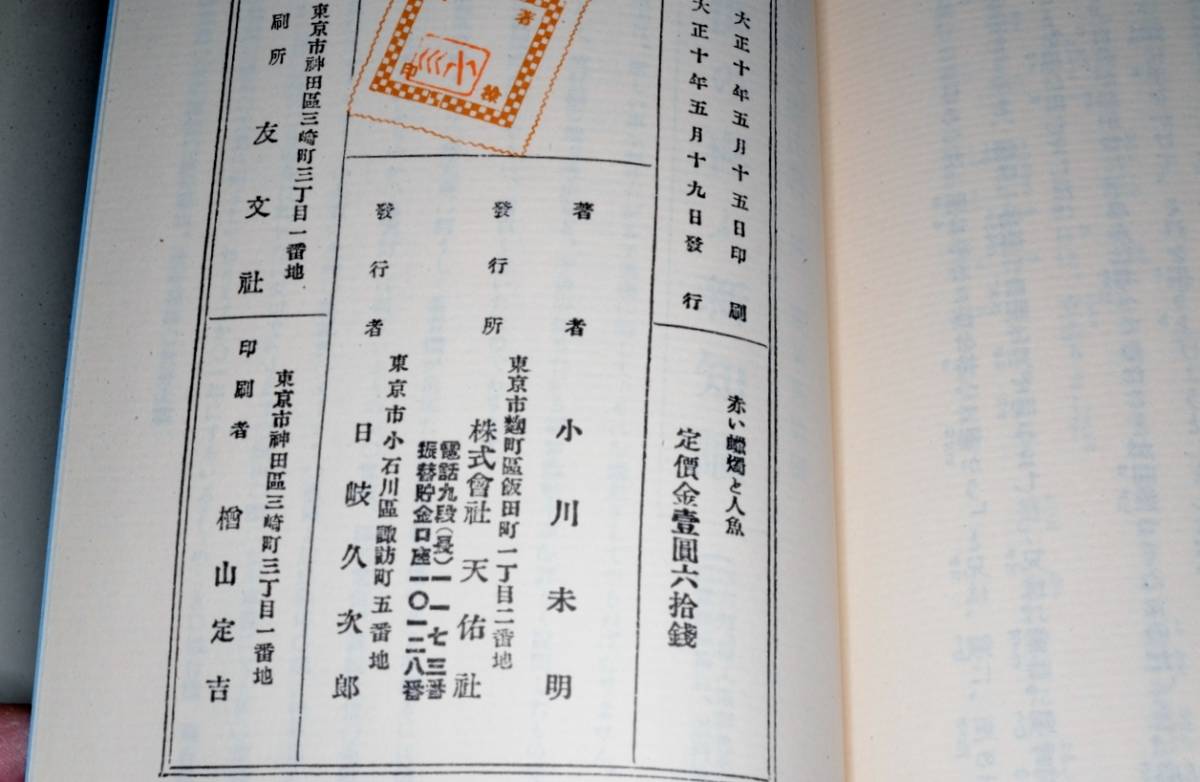 大正十年五月十五日印刷
大正十年五月十九日發行
赤い蠟燭と人魚
定價金壹圓六拾錢
者
檢
印
小川
著者 小川未明
東京市麴町區飯田町一丁目二番地
發行所 株式會社 天佑社
電話九段(長)一一七三番
振替貯金口座一〇一二八番
東京市小石川區諏訪町五番地
發行者 日岐久次郎
東京市神田區三崎町三丁目一番地
刷所 友文社
東京市神田區三崎町三丁目一番地
印刷者 檜山定吉